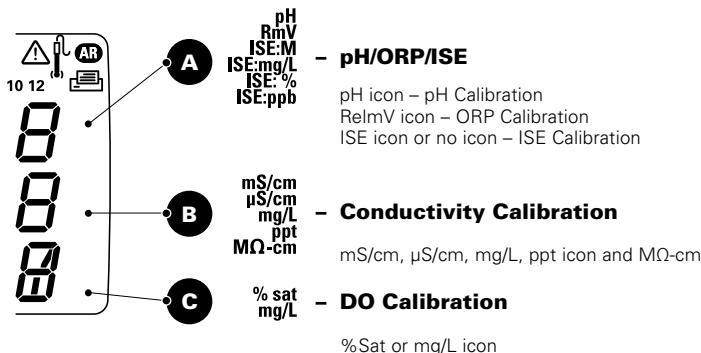 AR
10 12
A
pH
RmV
ISE:M
ISE:mg/L
ISE: %
ISE:ppb
– pH/ORP/ISE
pH icon – pH Calibration
RelmV icon – ORP Calibration
ISE icon or no icon – ISE Calibration
B
mS/cm
µS/cm
mg/L
ppt
MΩ-cm
– Conductivity Calibration
mS/cm, µS/cm, mg/L, ppt icon and MΩ-cm
C
% sat
mg/L
– DO Calibration
%Sat or mg/L icon